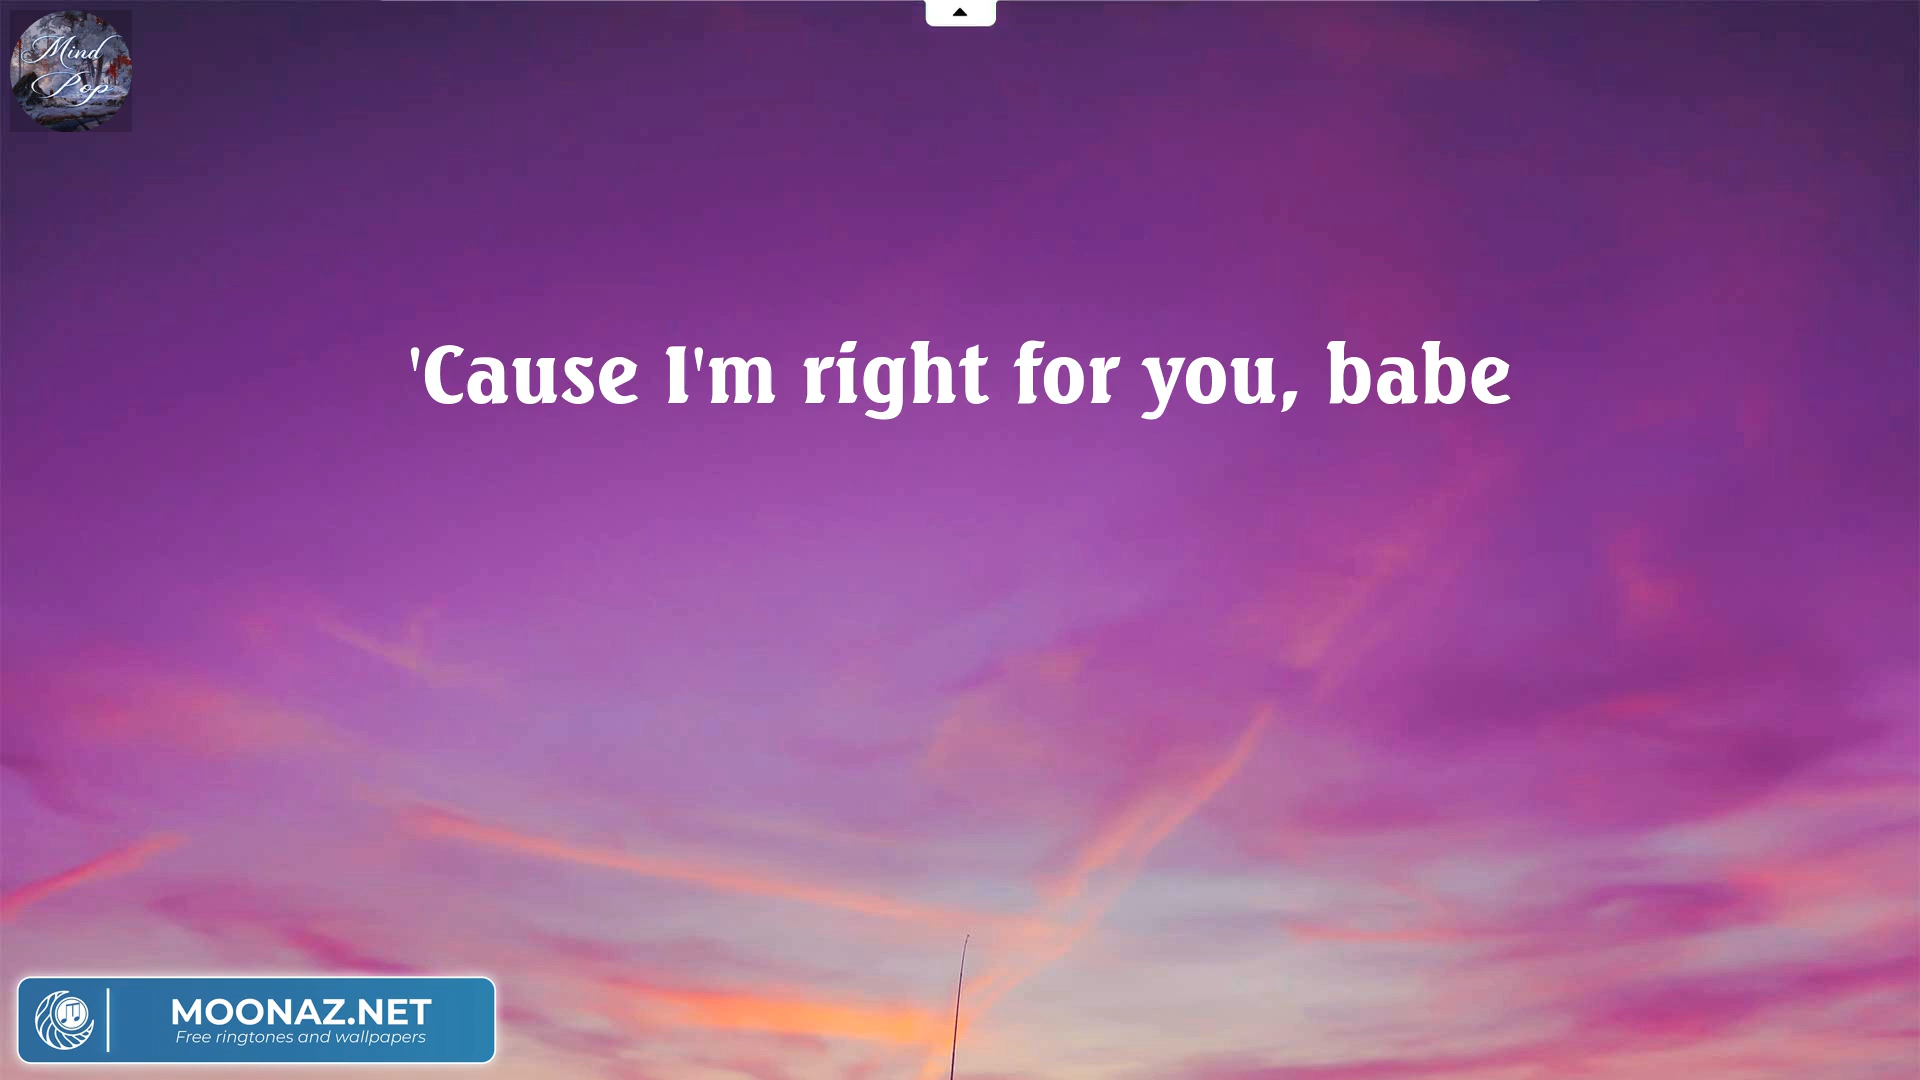 Mind
Pop
'Cause I'm right for you, babe
MOONAZ.NET
Free ringtones and wallpapers